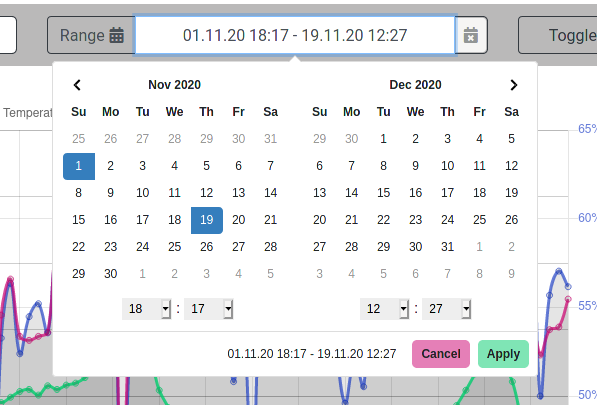 Range 01.11.20 18:17 - 19.11.20 12:27 Toggle
Nov 2020 Dec 2020
Su Mo Tu We Th Fr Sa Su Mo Tu We Th Fr Sa
25 26 27 28 29 30 31 29 30 1 2 3 4 5
1 2 3 4 5 6 7 6 7 8 9 10 11 12
8 9 10 11 12 13 14 13 14 15 16 17 18 19
15 16 17 18 19 20 21 20 21 22 23 24 25 26
22 23 24 25 26 27 28 27 28 29 30 31 1 2
29 30 1 2 3 4 5 3 4 5 6 7 8 9
18 : 17 12 : 27
01.11.20 18:17 - 19.11.20 12:27 Cancel Apply
Temperat
65%
60%
55%
50%